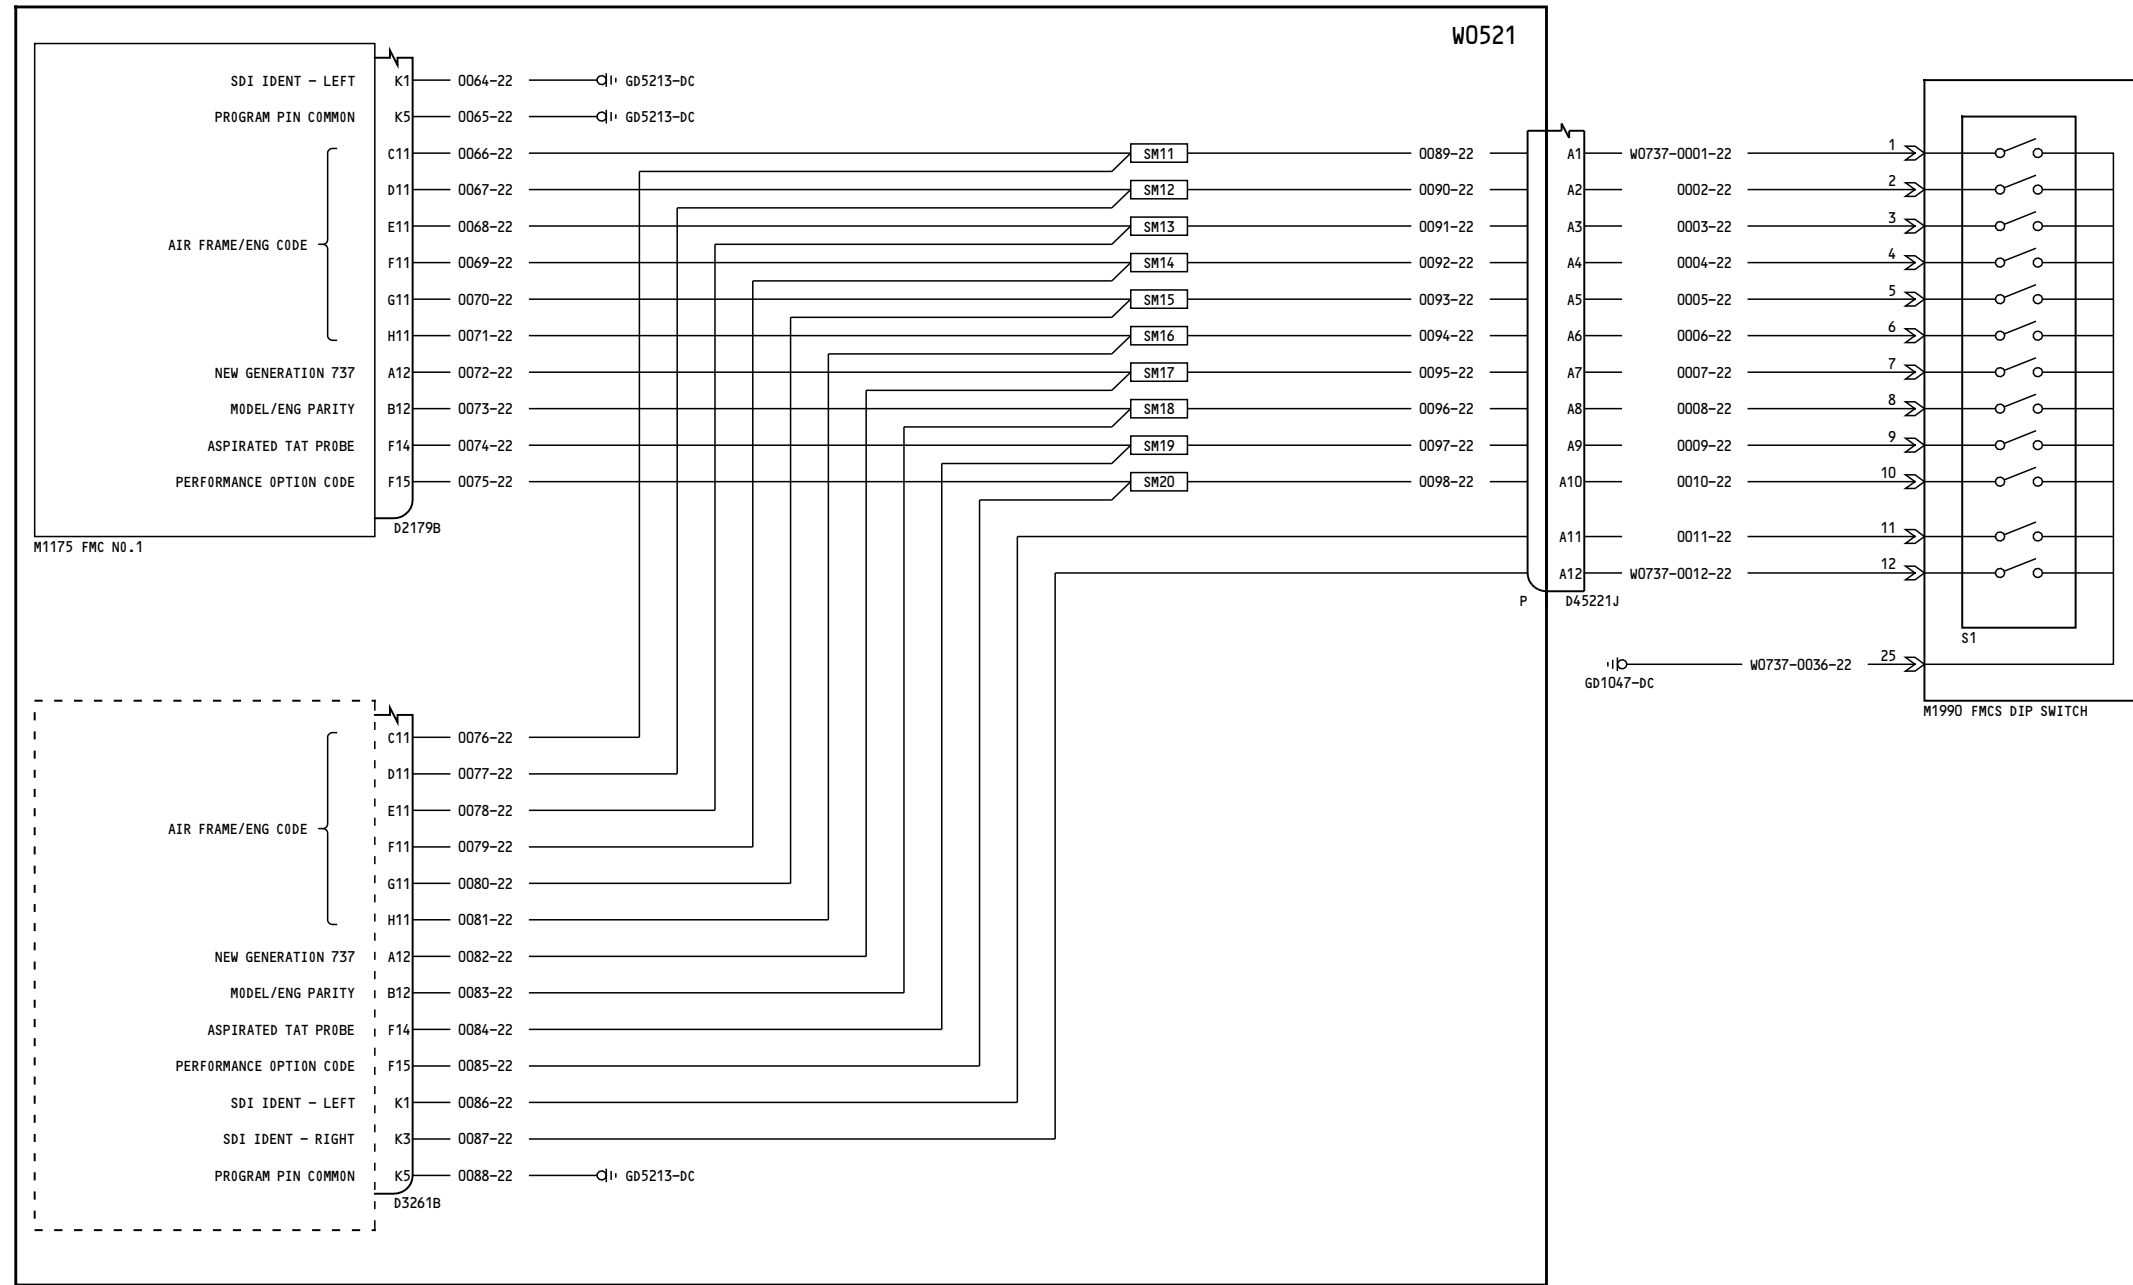 W0521
SDI IDENT – LEFT K1 0064-22 GD5213-DC
PROGRAM PIN COMMON K5 0065-22 GD5213-DC
C11 0066-22 SM11 0089-22 A1 W0737-0001-22 1
D11 0067-22 SM12 0090-22 A2 0002-22 2
E11 0068-22 SM13 0091-22 A3 0003-22 3
AIR FRAME/ENG CODE
F11 0069-22 SM14 0092-22 A4 0004-22 4
G11 0070-22 SM15 0093-22 A5 0005-22 5
H11 0071-22 SM16 0094-22 A6 0006-22 6
NEW GENERATION 737 A12 0072-22 SM17 0095-22 A7 0007-22 7
MODEL/ENG PARITY B12 0073-22 SM18 0096-22 A8 0008-22 8
ASPIRATED TAT PROBE F14 0074-22 SM19 0097-22 A9 0009-22 9
PERFORMANCE OPTION CODE F15 0075-22 SM20 0098-22 A10 0010-22 10
D2179B
A11 0011-22 11
M1175 FMC NO.1
A12 W0737-0012-22 12
P D45221J
S1
W0737-0036-22 25
GD1047-DC
M1990 FMCS DIP SWITCH
C11 0076-22
D11 0077-22
E11 0078-22
AIR FRAME/ENG CODE
F11 0079-22
G11 0080-22
H11 0081-22
NEW GENERATION 737 A12 0082-22
MODEL/ENG PARITY B12 0083-22
ASPIRATED TAT PROBE F14 0084-22
PERFORMANCE OPTION CODE F15 0085-22
SDI IDENT – LEFT K1 0086-22
SDI IDENT – RIGHT K3 0087-22
PROGRAM PIN COMMON K5 0088-22 GD5213-DC
D3261B